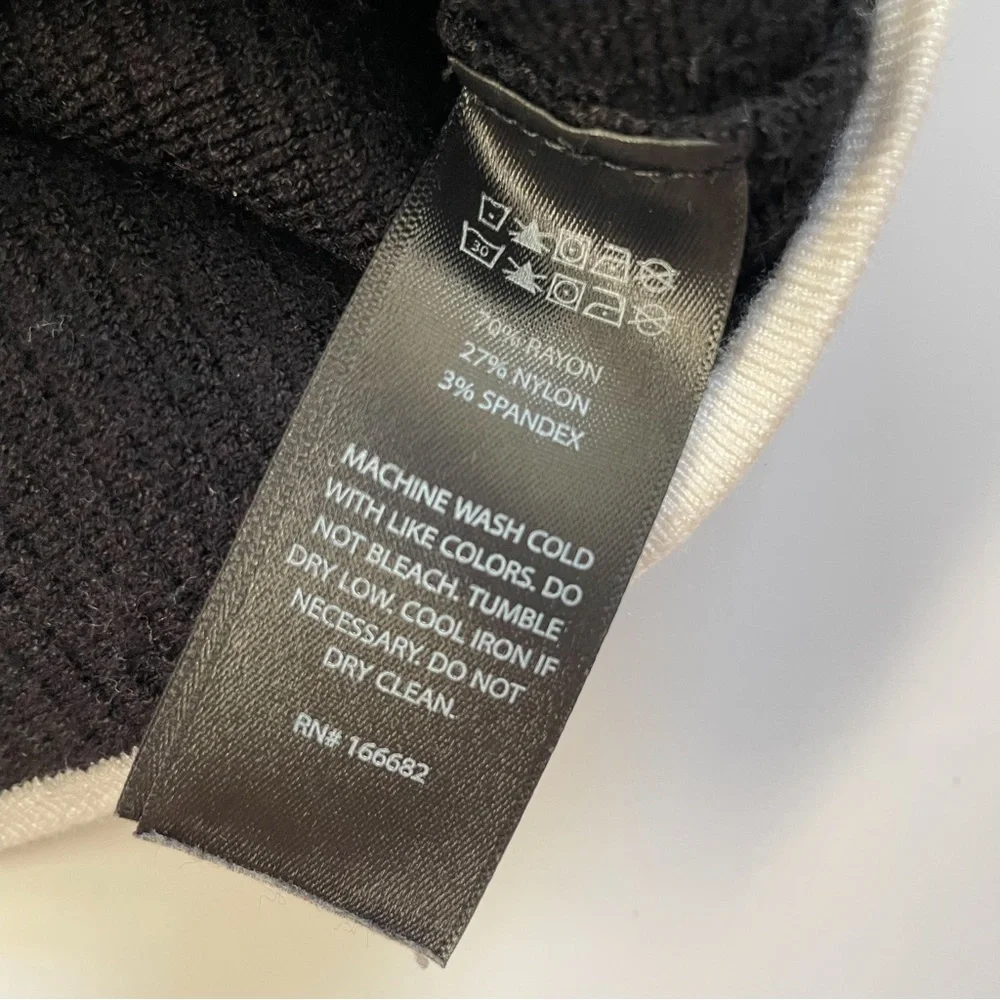 30
70% RAYON
27% NYLON
3% SPANDEX
MACHINE WASH COLD
WITH LIKE COLORS. DO
NOT BLEACH. TUMBLE
DRY LOW. COOL IRON IF
NECESSARY. DO NOT
DRY CLEAN.
RN# 166682